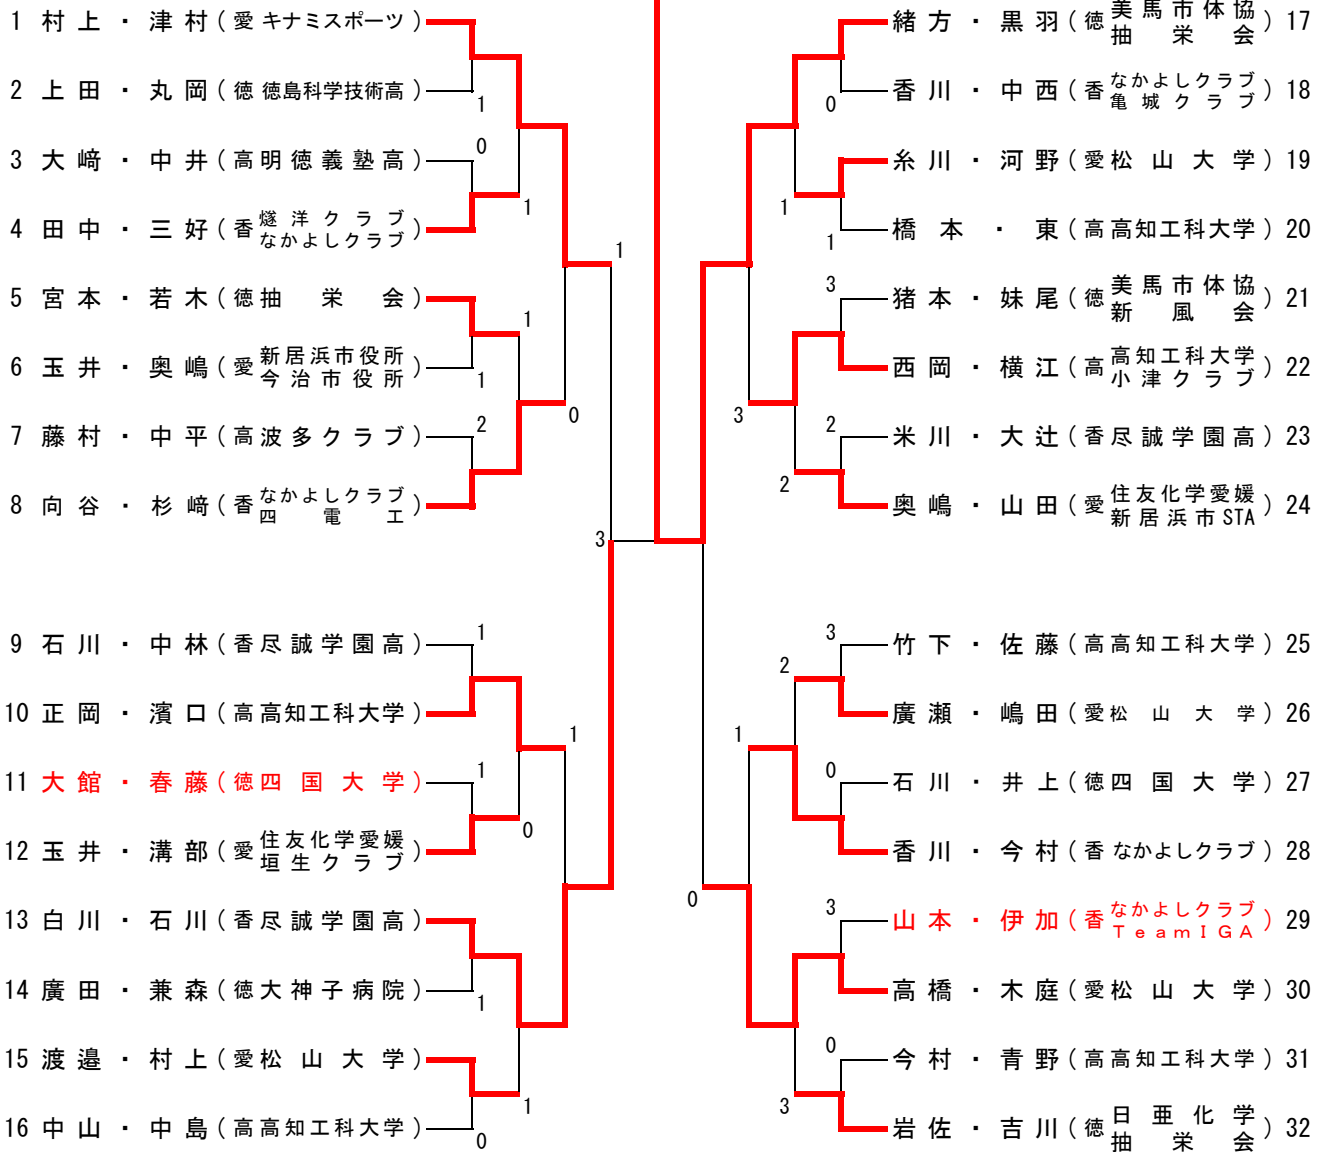 1 村上・津村(愛 キナミスポーツ)
2 上田・丸岡(徳 徳島科学技術高)
1
0
3 大﨑・中井(高 明徳義塾高)
1
4 田中・三好(香 燧洋クラブ
なかよしクラブ)
1
5 宮本・若木(徳 抽栄会)
1
6 玉井・奥嶋(愛 新居浜市役所
今治市役所)
1
0
7 藤村・中平(高 波多クラブ)
2
8 向谷・杉﨑(香 なかよしクラブ
四電工)
3
9 石川・中林(香 尽誠学園高)
1
10 正岡・濱口(高 高知工科大学)
1
11 大館・春藤(徳 四国大学)
1
0
12 玉井・溝部(愛 住友化学愛媛
垣生クラブ)
13 白川・石川(香 尽誠学園高)
14 廣田・兼森(徳 大神子病院)
1
15 渡邉・村上(愛 松山大学)
1
16 中山・中島(高 高知工科大学)
0
緒方・黒羽(徳 美馬市体協
抽栄会) 17
香川・中西(香 なかよしクラブ
亀城クラブ) 18
0
糸川・河野(愛 松山大学) 19
1
橋本・東(高 高知工科大学) 20
1
3
猪本・妹尾(徳 美馬市体協
新風会) 21
西岡・横江(高 高知工科大学
小津クラブ) 22
3
2
米川・大辻(香 尽誠学園高) 23
2
奥嶋・山田(愛 住友化学愛媛
新居浜市STA) 24
3
竹下・佐藤(高 高知工科大学) 25
2
廣瀬・嶋田(愛 松山大学) 26
1
0
石川・井上(徳 四国大学) 27
香川・今村(香 なかよしクラブ) 28
0
3
山本・伊加(香 なかよしクラブ
TeamIGA) 29
高橋・木庭(愛 松山大学) 30
0
今村・青野(高 高知工科大学) 31
3
岩佐・吉川(徳 日亜化学
抽栄会) 32